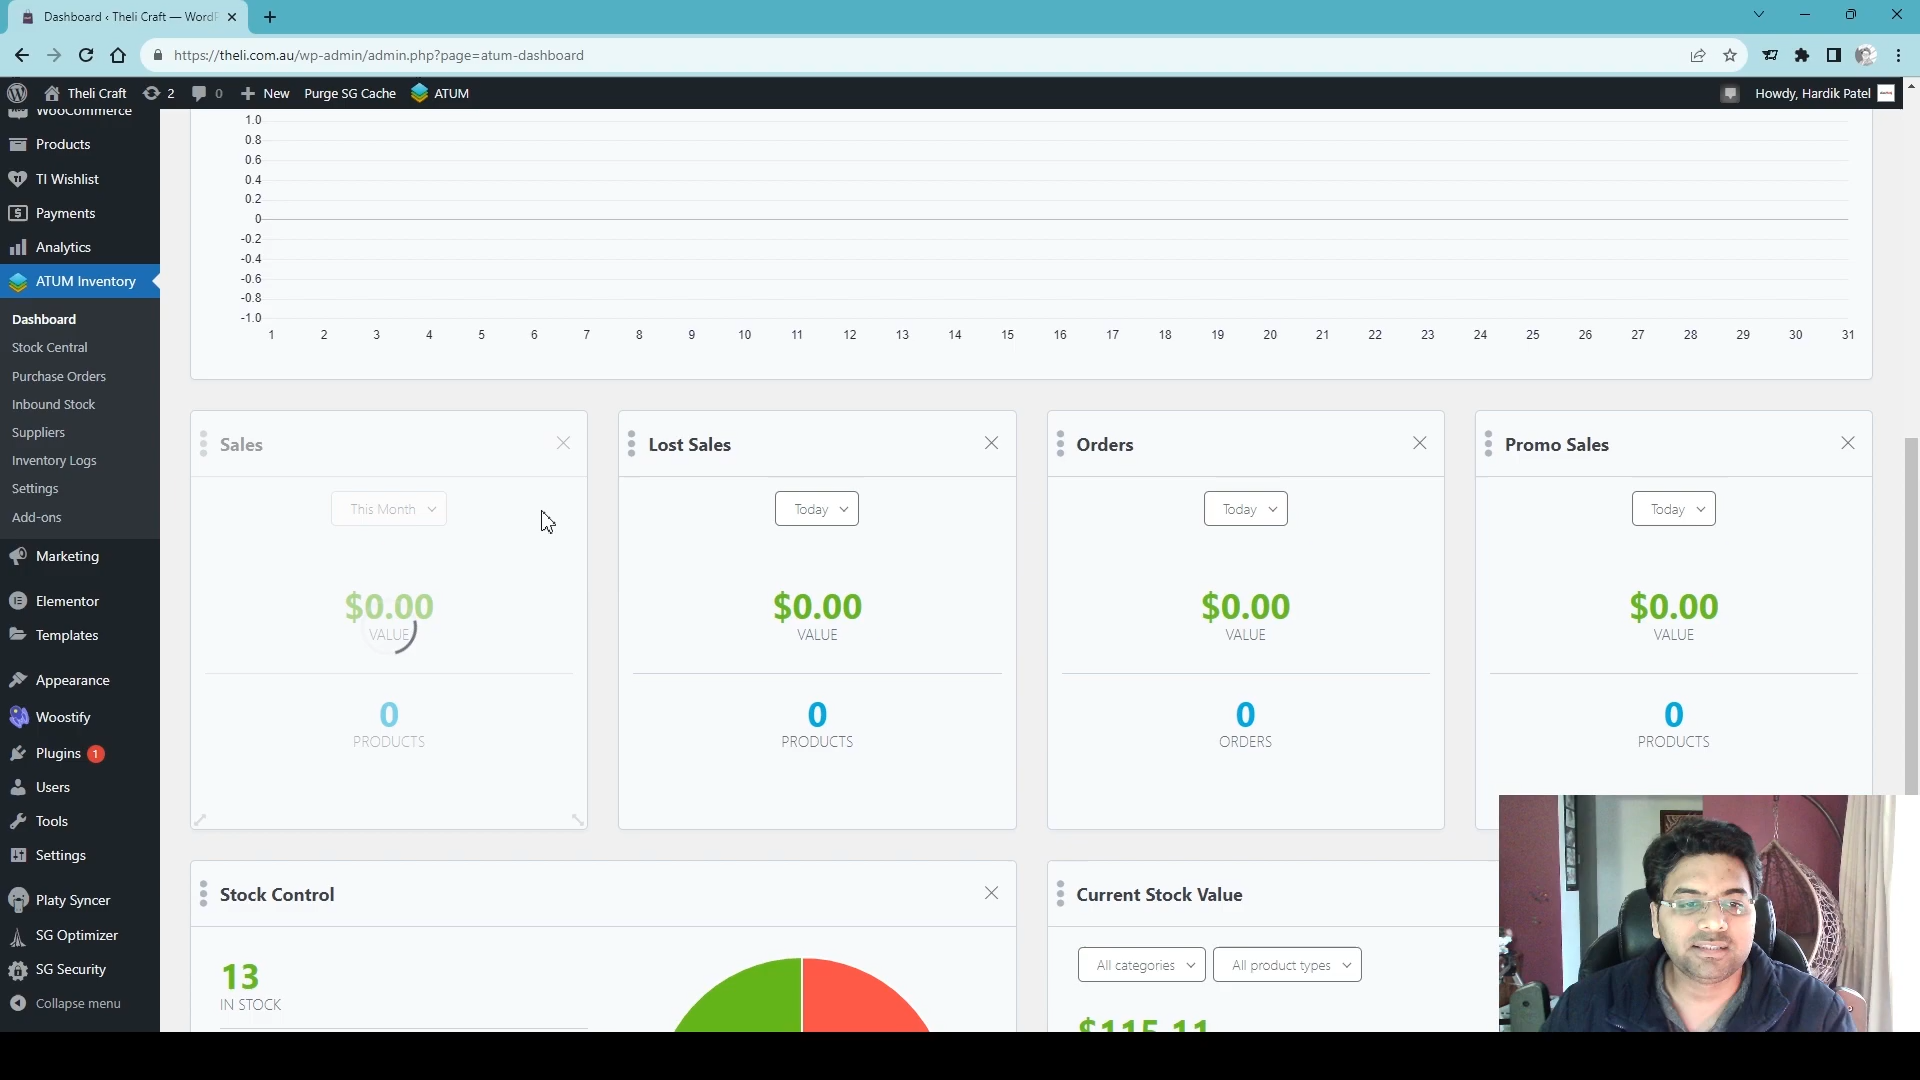 Dashboard ‹ Theli Craft — WordP
https://theli.com.au/wp-admin/admin.php?page=atum-dashboard
Theli Craft 2 0 New Purge SG Cache ATUM Howdy, Hardik Patel
WooCommerce
Products
TI Wishlist
Payments
Analytics
ATUM Inventory
Dashboard
Stock Central
Purchase Orders
Inbound Stock
Suppliers
Inventory Logs
Settings
Add-ons
Marketing
Elementor
Templates
Appearance
Woostify
Plugins 1
Users
Tools
Settings
Platy Syncer
SG Optimizer
SG Security
Collapse menu
1.0
0.8
0.6
0.4
0.2
0
-0.2
-0.4
-0.6
-0.8
-1.0
1 2 3 4 5 6 7 8 9 10 11 12 13 14 15 16 17 18 19 20 21 22 23 24 25 26 27 28 29 30 31
Sales
This Month
$0.00
VALUE
0
PRODUCTS
Lost Sales
Today
$0.00
VALUE
0
PRODUCTS
Orders
Today
$0.00
VALUE
0
ORDERS
Promo Sales
Today
$0.00
VALUE
0
PRODUCTS
Stock Control
13
IN STOCK
Current Stock Value
All categories All product types
$115.11